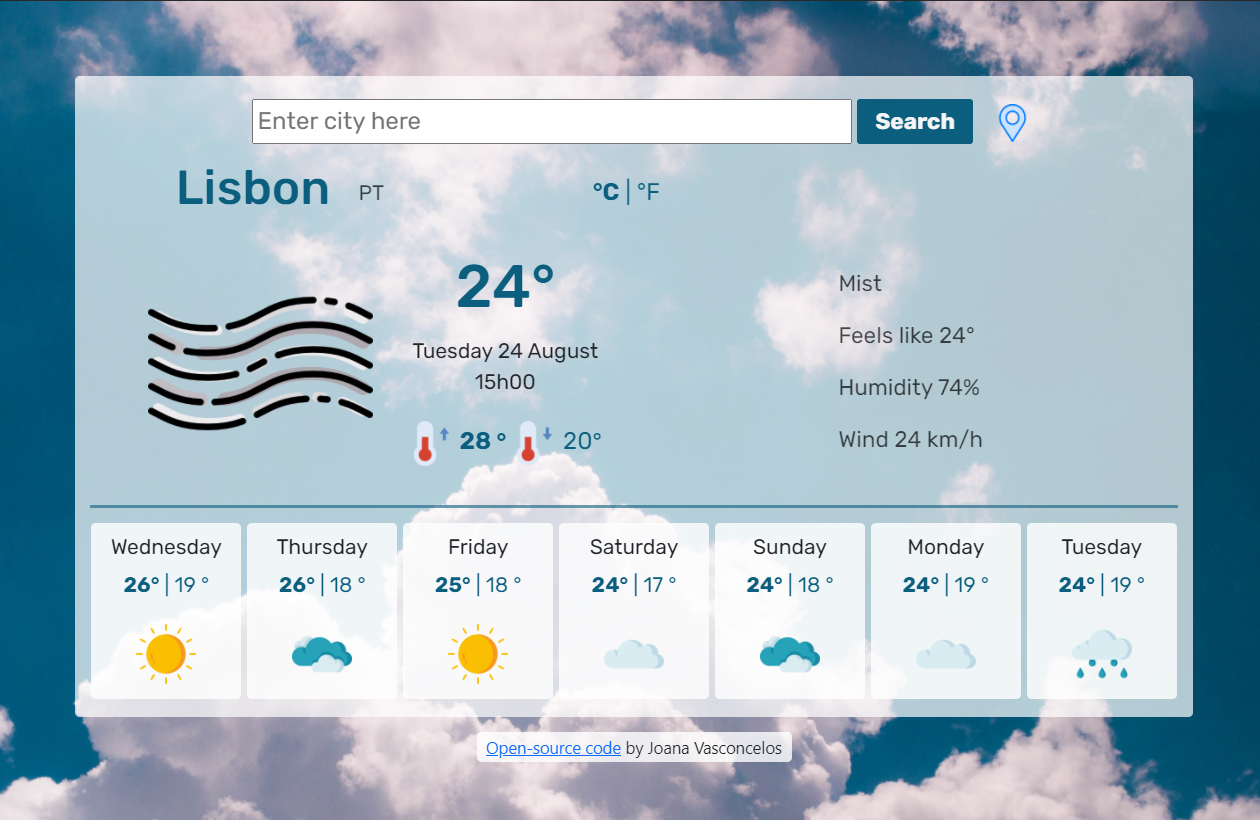 Enter city here Search
Lisbon PT °C | °F
24°
Tuesday 24 August
15h00
28 ° 20°
Mist
Feels like 24°
Humidity 74%
Wind 24 km/h
Wednesday
26° | 19 °
Thursday
26° | 18 °
Friday
25° | 18 °
Saturday
24° | 17 °
Sunday
24° | 18 °
Monday
24° | 19 °
Tuesday
24° | 19 °
Open-source code by Joana Vasconcelos